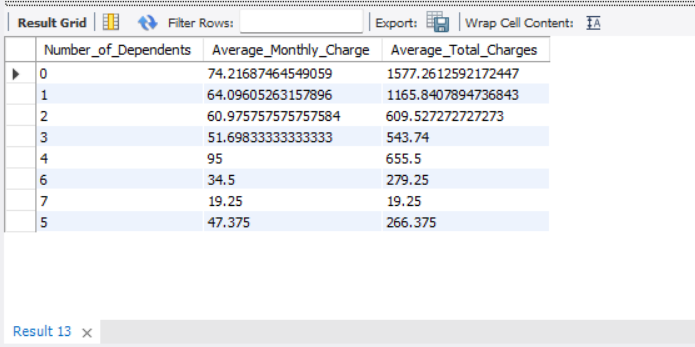 Result Grid Filter Rows: Export: Wrap Cell Content: IA
Number_of_Dependents Average_Monthly_Charge Average_Total_Charges
0 74.21687464549059 1577.2612592172447
1 64.09605263157896 1165.8407894736843
2 60.975757575757584 609.527272727273
3 51.69833333333333 543.74
4 95 655.5
6 34.5 279.25
7 19.25 19.25
5 47.375 266.375
Result 13